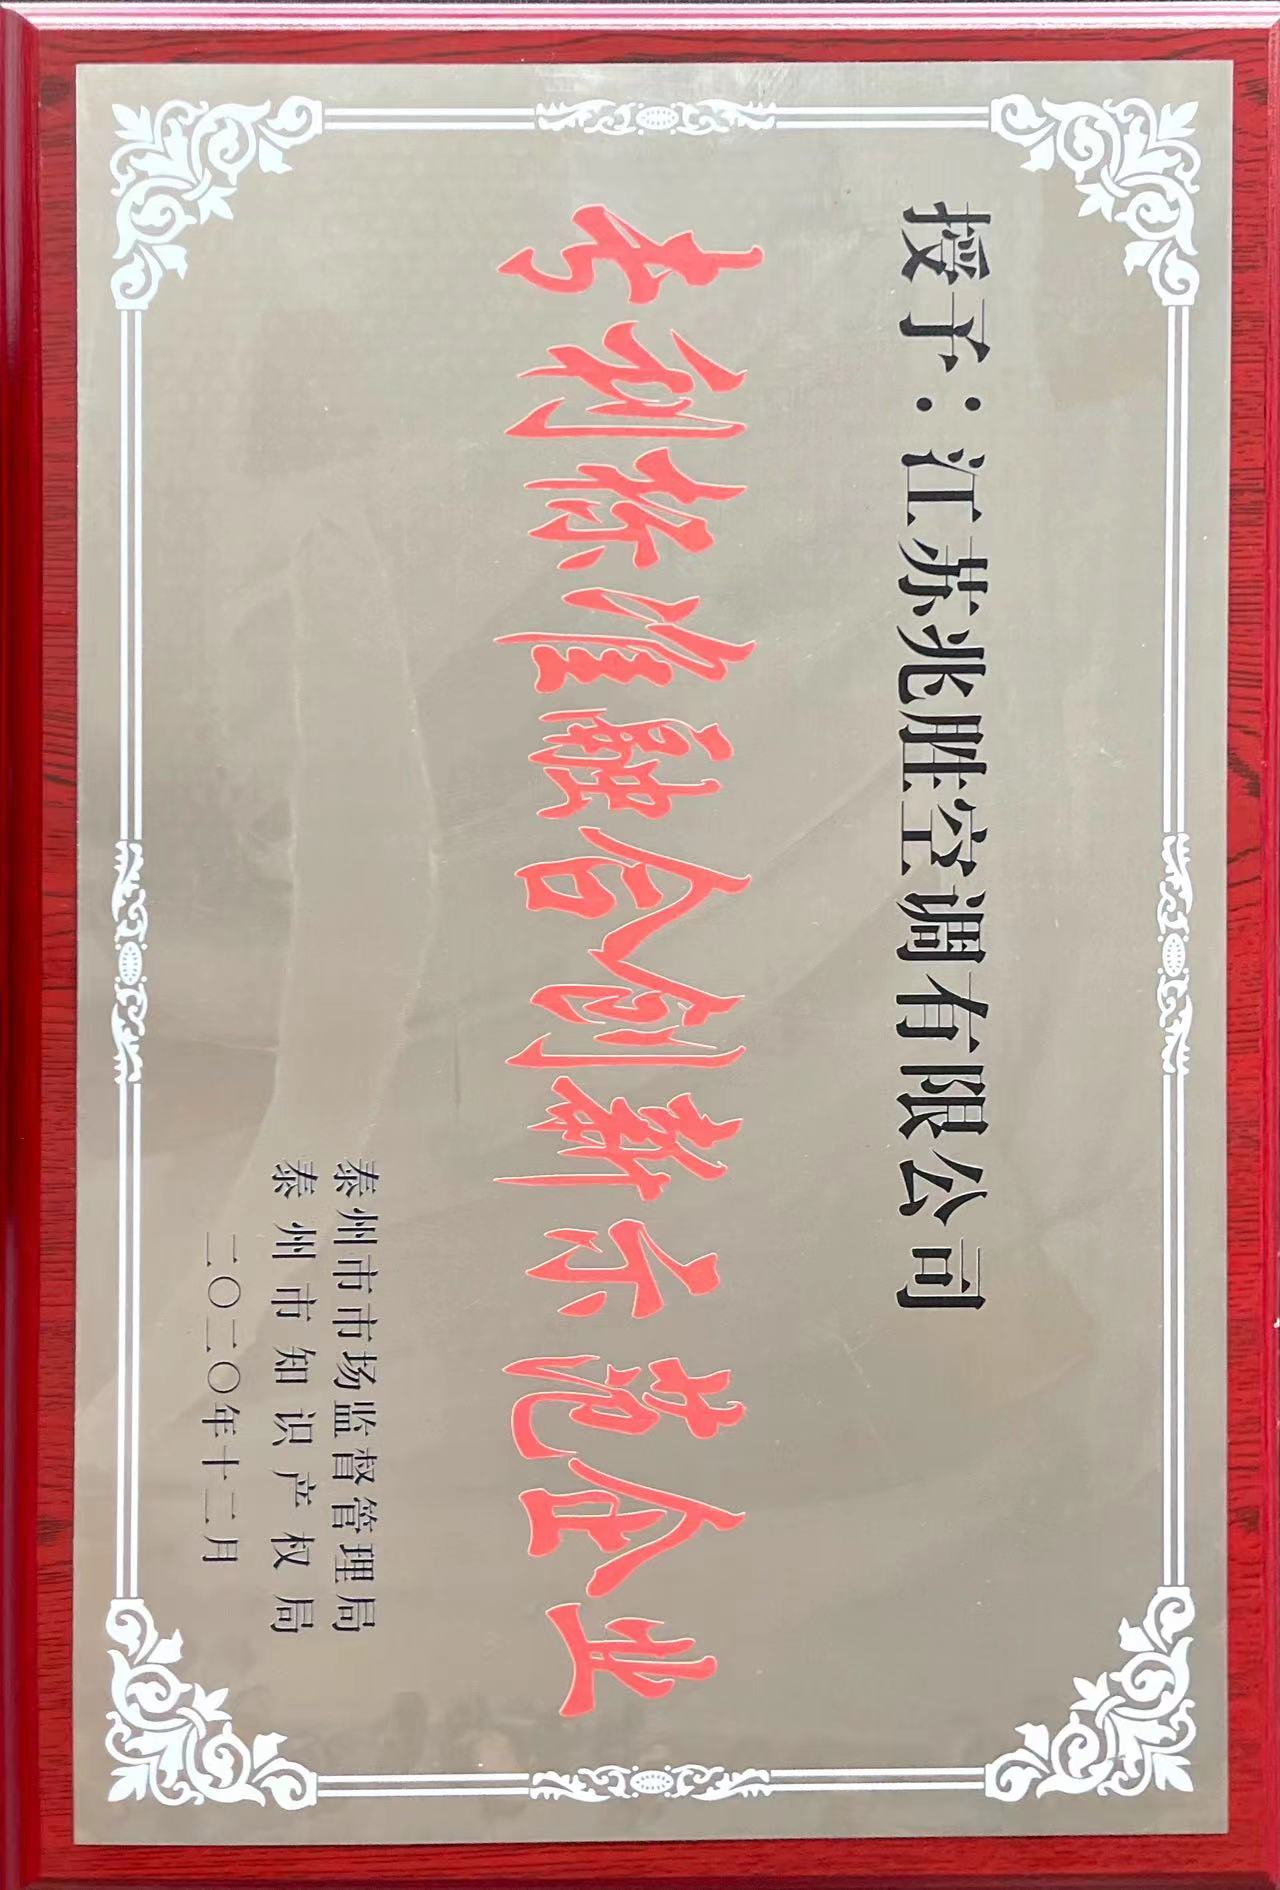 授予：江苏兆胜空调有限公司
专利标准融合创新示范企业
泰州市市场监督管理局
泰州市知识产权局
二〇二〇年十二月